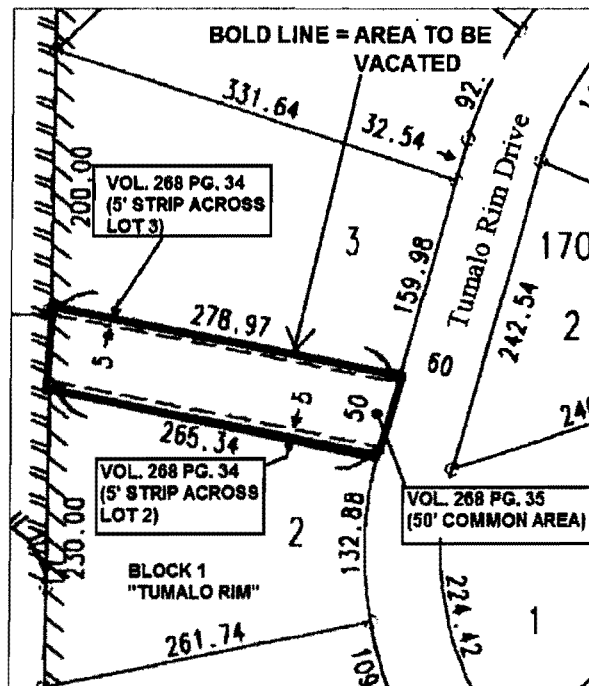 BOLD LINE = AREA TO BE
VACATED
331.64
32.54
92.
200.00
VOL. 268 PG. 34
(5' STRIP ACROSS
LOT 3)
3
159.98
Tumalo Rim Drive
170
2
242.54
278.97
60
5
5
50
265.34
VOL. 268 PG. 34
(5' STRIP ACROSS
LOT 2)
VOL. 268 PG. 35
(50' COMMON AREA)
2
132.88
230.00
BLOCK 1
"TUMALO RIM"
224.42
1
261.74
109